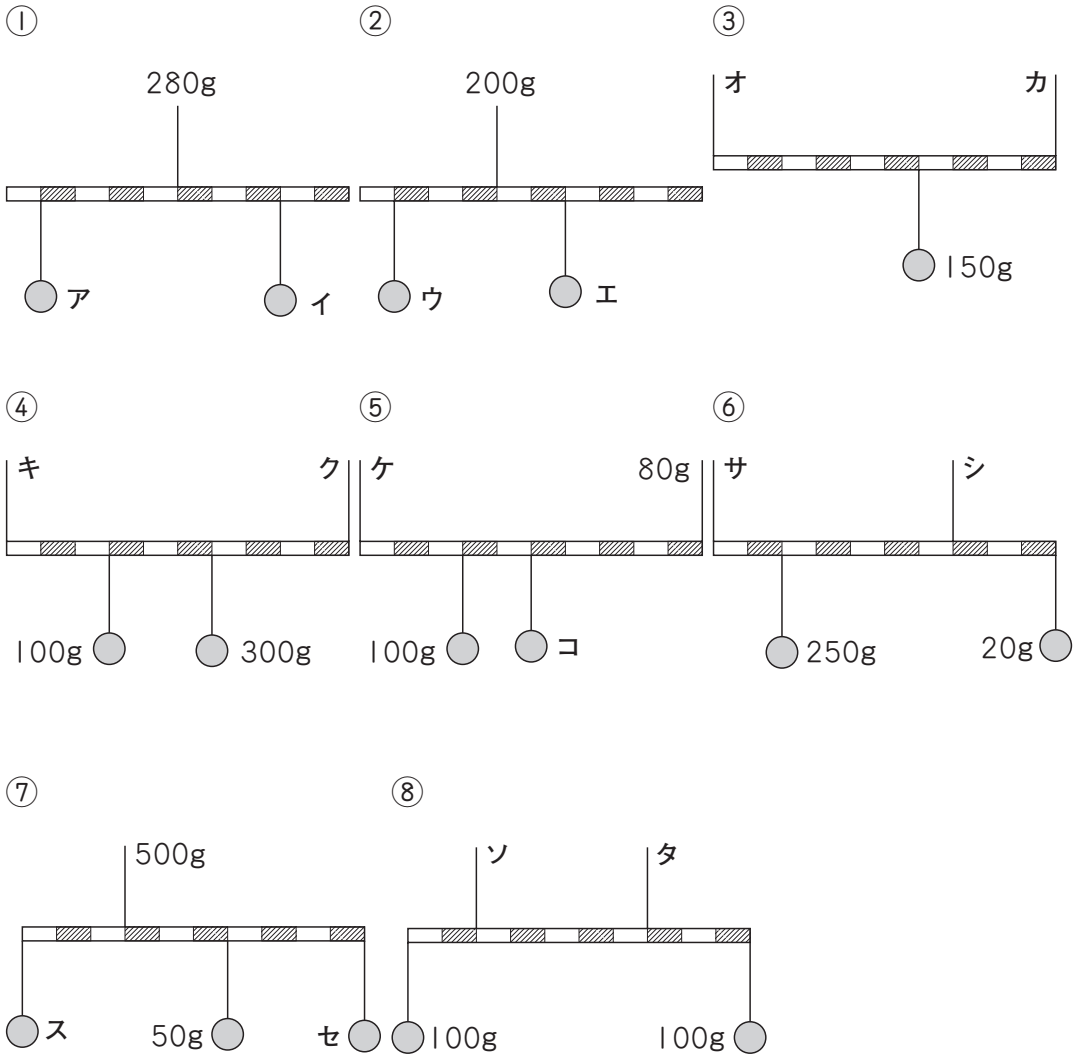 ① ② ③
280g 200g オ カ
ア イ ウ エ 150g
④ ⑤ ⑥
キ ク ケ 80g サ シ
100g 300g 100g コ 250g 20g
⑦ ⑧
500g ソ タ
ス 50g セ 100g 100g